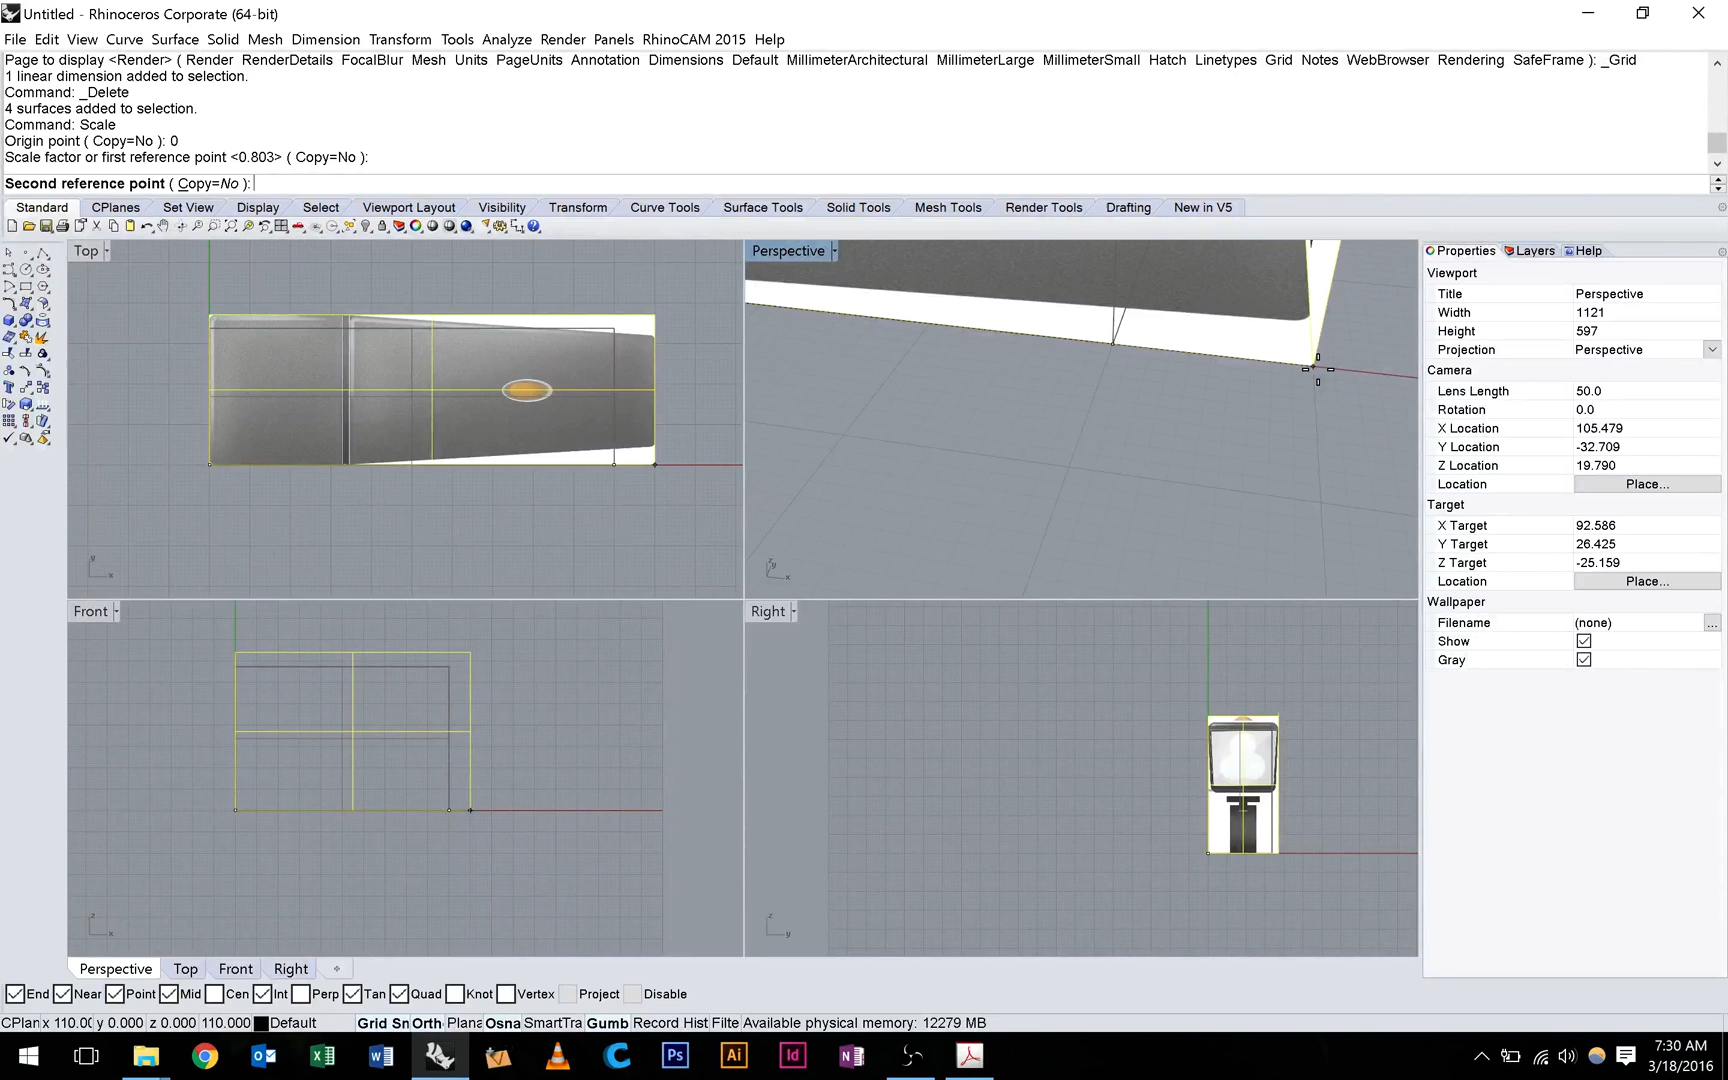 Untitled - Rhinoceros Corporate (64-bit)
File Edit View Curve Surface Solid Mesh Dimension Transform Tools Analyze Render Panels RhinoCAM 2015 Help
Page to display <Render> ( Render RenderDetails FocalBlur Mesh Units PageUnits Annotation Dimensions Default MillimeterArchitectural MillimeterLarge MillimeterSmall Hatch Linetypes Grid Notes WebBrowser Rendering SafeFrame ): _Grid
1 linear dimension added to selection.
Command: _Delete
4 surfaces added to selection.
Command: Scale
Origin point ( Copy=No ): 0
Scale factor or first reference point <0.803> ( Copy=No ):
Second reference point ( Copy=No ):
Standard CPlanes Set View Display Select Viewport Layout Visibility Transform Curve Tools Surface Tools Solid Tools Mesh Tools Render Tools Drafting New in V5
Top
y
x
Perspective
z
y
x
Front
z
x
Right
z
y
Properties Layers Help
Viewport
Title Perspective
Width 1121
Height 597
Projection Perspective
Camera
Lens Length 50.0
Rotation 0.0
X Location 105.479
Y Location -32.709
Z Location 19.790
Location Place...
Target
X Target 92.586
Y Target 26.425
Z Target -25.159
Location Place...
Wallpaper
Filename (none) ...
Show
Gray
Perspective Top Front Right
End Near Point Mid Cen Int Perp Tan Quad Knot Vertex Project Disable
CPlan x 110.00 y 0.000 z 0.000 110.000 Default Grid Sn Orth Plana Osna SmartTra Gumb Record Hist Filte Available physical memory: 12279 MB
Ps Ai Id N
7:30 AM
3/18/2016